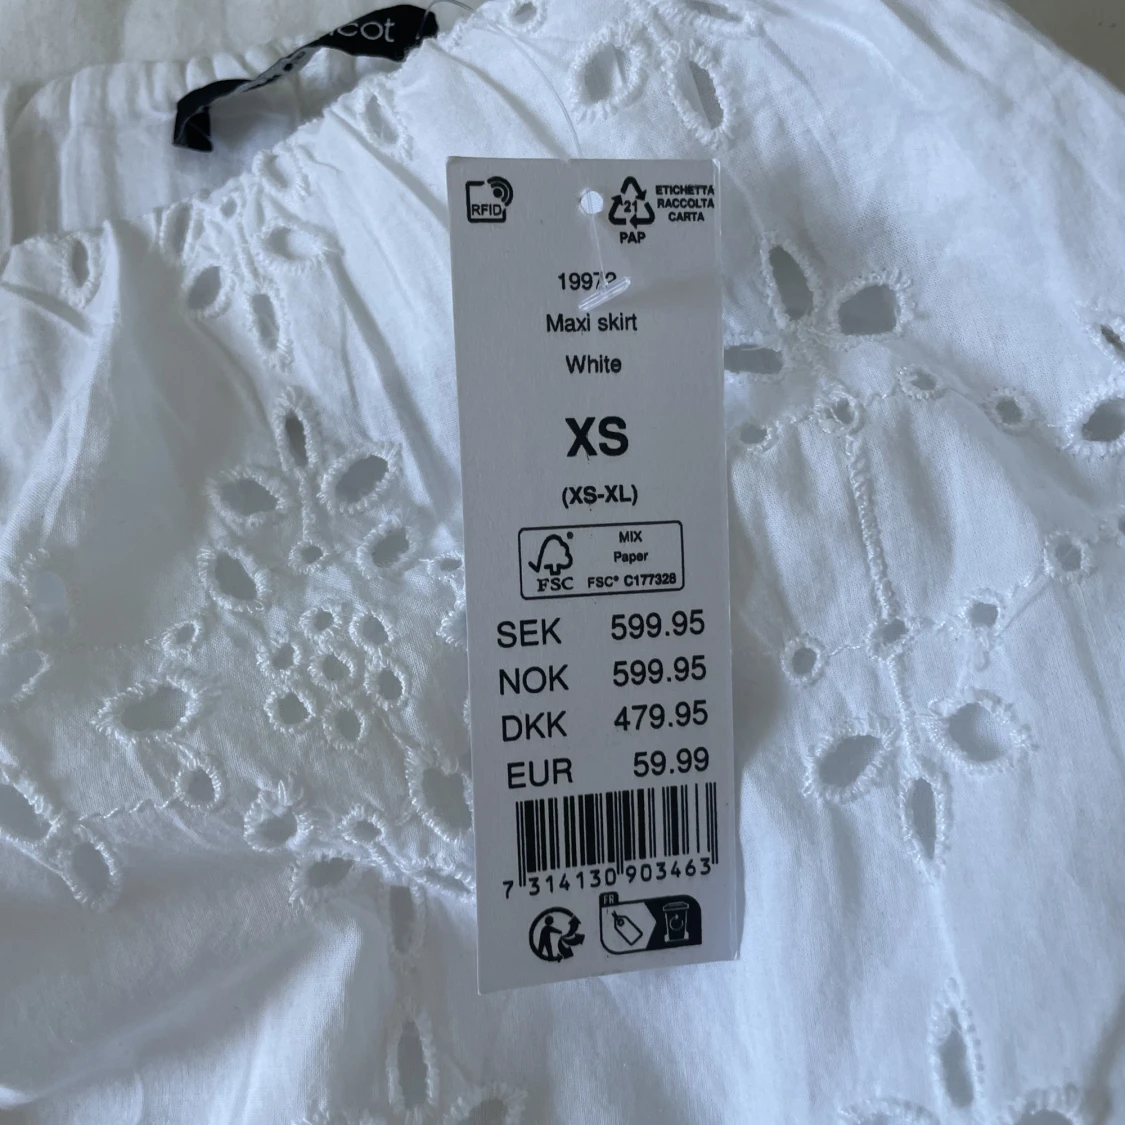 RFID
21
PAP
ETICHETTA
RACCOLTA
CARTA
Maxi skirt
White
XS
(XS-XL)
FSC
MIX
Paper
FSC® C177328
SEK 599.95
NOK 599.95
DKK 479.95
EUR 59.99
7 314130 903463
FR